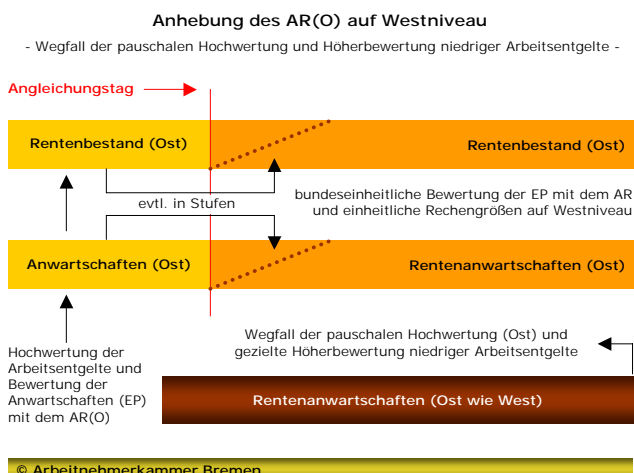 Anhebung des AR(O) auf Westniveau
- Wegfall der pauschalen Hochwertung und Höherbewertung niedriger Arbeitsentgelte -
Angleichungstag
Rentenbestand (Ost)
Rentenbestand (Ost)
evtl. in Stufen
bundeseinheitliche Bewertung der EP mit dem AR
und einheitliche Rechengrößen auf Westniveau
Anwartschaften (Ost)
Rentenanwartschaften (Ost)
Hochwertung der
Arbeitsentgelte und
Bewertung der
Anwartschaften (EP)
mit dem AR(O)
Wegfall der pauschalen Hochwertung (Ost) und
gezielte Höherbewertung niedriger Arbeitsentgelte
Rentenanwartschaften (Ost wie West)
© Arbeitnehmerkammer Bremen